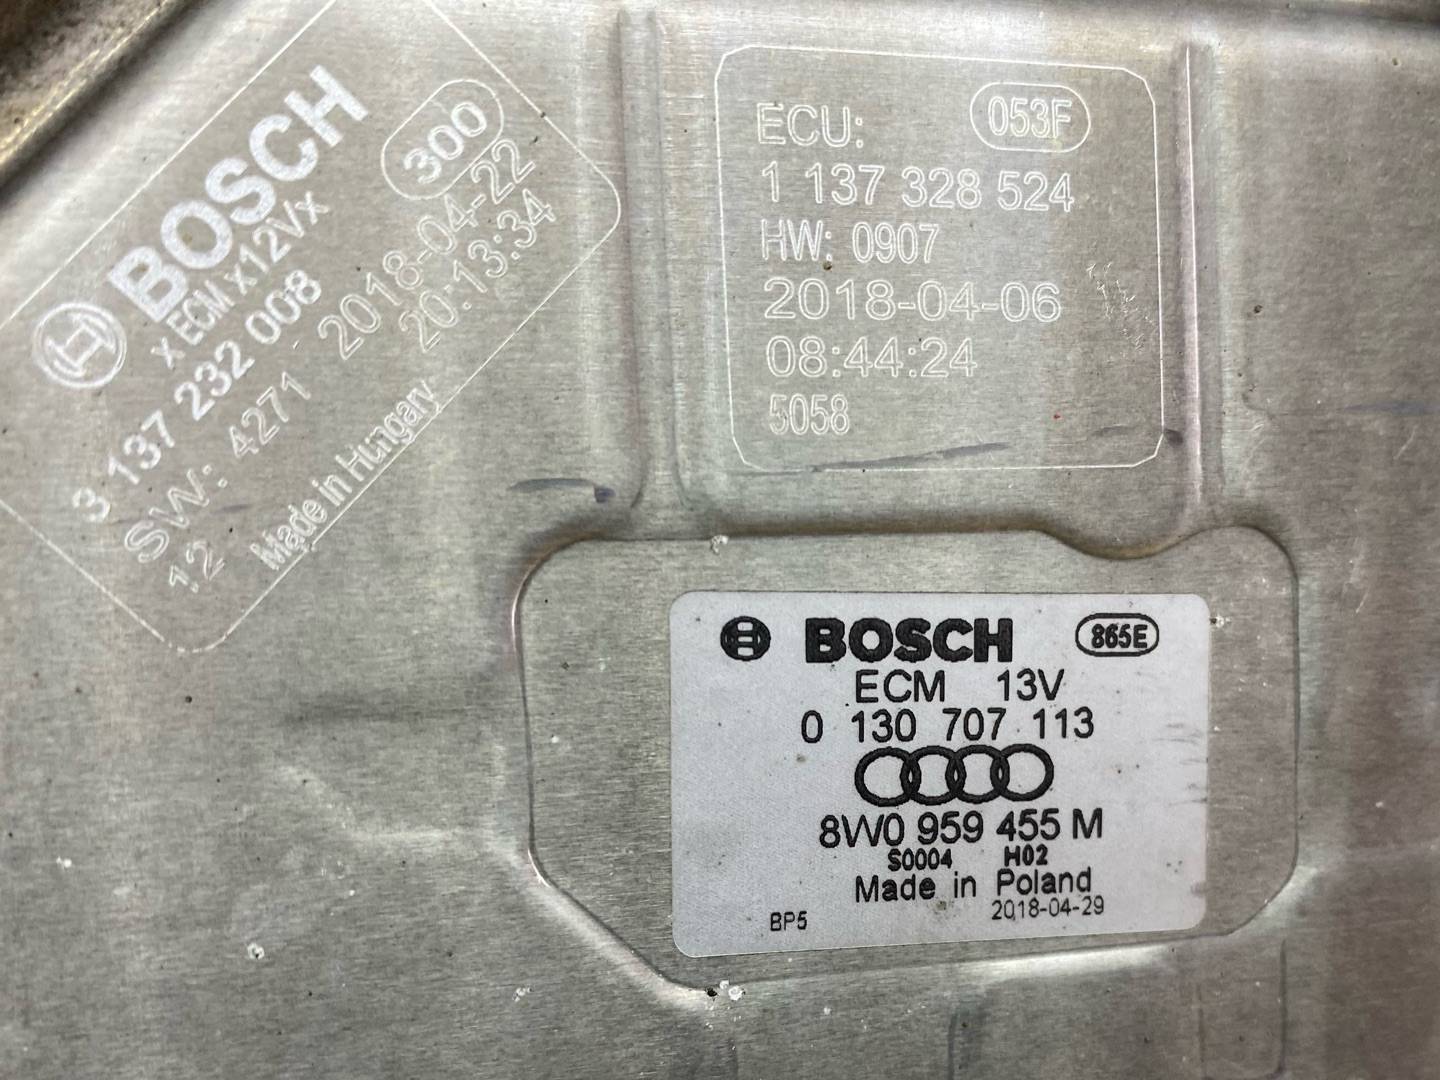 BOSCH
300
x ECM x12Vx
3 137 232 008
SW: 4271 2018-04-22
12 20:13:34
Made in Hungary
ECU: 053F
1 137 328 524
HW: 0907
2018-04-06
08:44:24
5058
BOSCH 865E
ECM 13V
0 130 707 113
8W0 959 455 M
S0004 H02
Made in Poland
BP5 2018-04-29